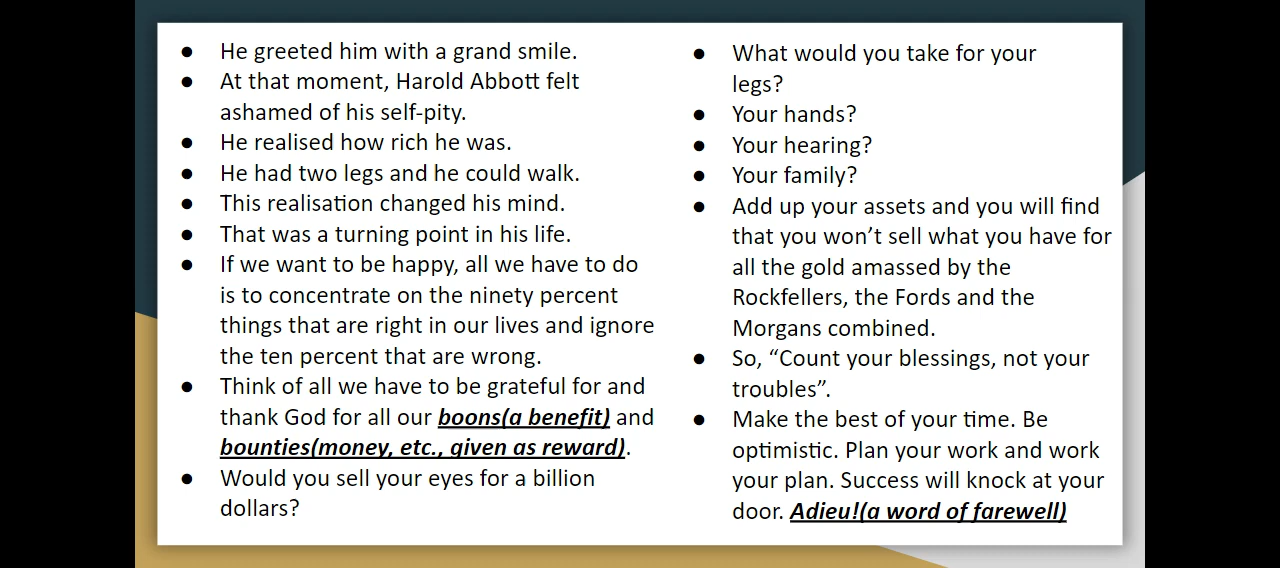 ● He greeted him with a grand smile.
● At that moment, Harold Abbott felt
ashamed of his self-pity.
● He realised how rich he was.
● He had two legs and he could walk.
● This realisation changed his mind.
● That was a turning point in his life.
● If we want to be happy, all we have to do
is to concentrate on the ninety percent
things that are right in our lives and ignore
the ten percent that are wrong.
● Think of all we have to be grateful for and
thank God for all our boons(a benefit) and
bounties(money, etc., given as reward).
● Would you sell your eyes for a billion
dollars?
● What would you take for your
legs?
● Your hands?
● Your hearing?
● Your family?
● Add up your assets and you will find
that you won’t sell what you have for
all the gold amassed by the
Rockfellers, the Fords and the
Morgans combined.
● So, “Count your blessings, not your
troubles”.
● Make the best of your time. Be
optimistic. Plan your work and work
your plan. Success will knock at your
door. Adieu!(a word of farewell)